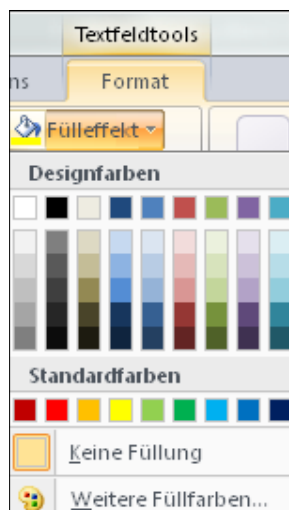 Textfeldtools
ns Format
Fülleffekt
Designfarben
Standardfarben
Keine Füllung
Weitere Füllfarben...